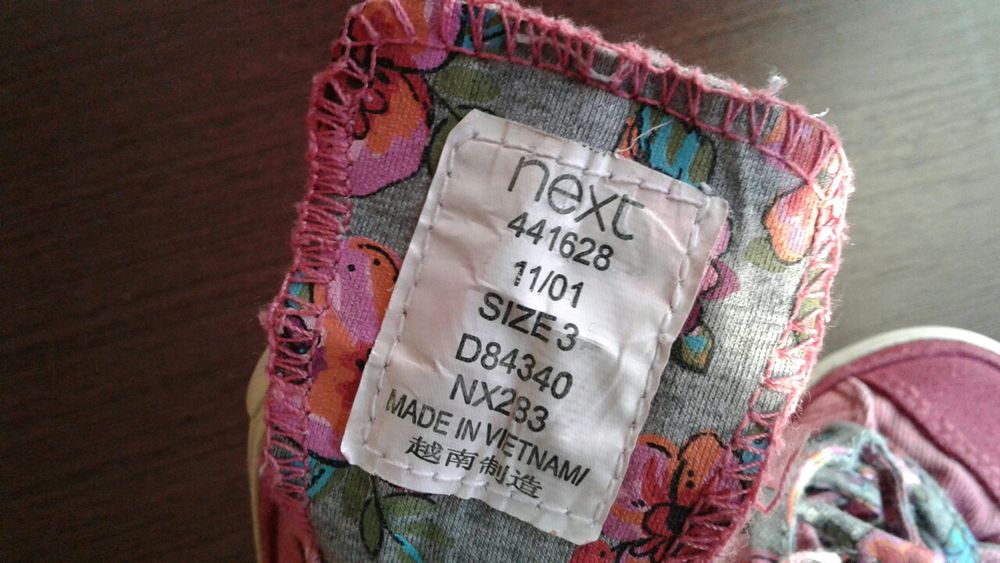 next
441628
11/01
SIZE 3
D84340
NX283
MADE IN VIETNAM/
越南制造